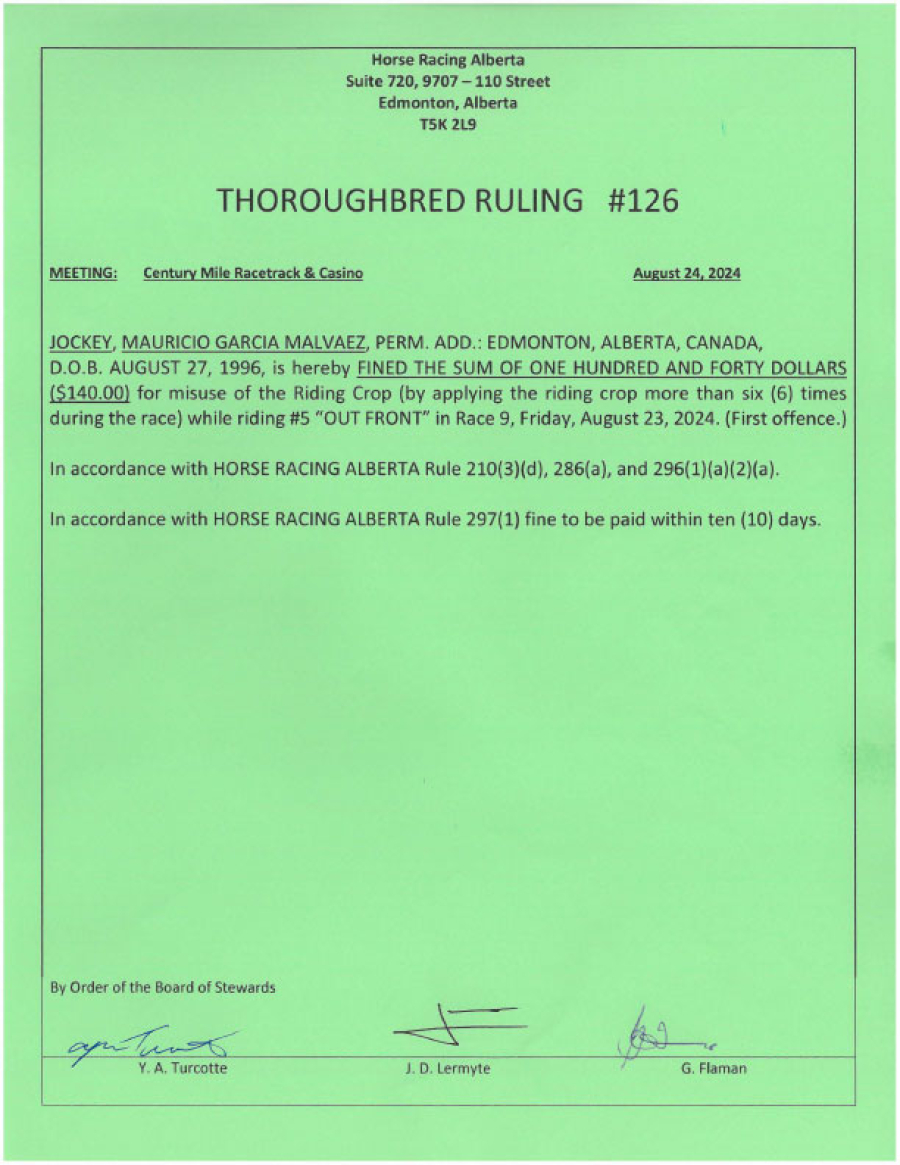 Horse Racing Alberta
Suite 720, 9707 – 110 Street
Edmonton, Alberta
T5K 2L9
THOROUGHBRED RULING #126
MEETING: Century Mile Racetrack & Casino August 24, 2024
JOCKEY, MAURICIO GARCIA MALVAEZ, PERM. ADD.: EDMONTON, ALBERTA, CANADA,
D.O.B. AUGUST 27, 1996, is hereby FINED THE SUM OF ONE HUNDRED AND FORTY DOLLARS
($140.00) for misuse of the Riding Crop (by applying the riding crop more than six (6) times
during the race) while riding #5 “OUT FRONT” in Race 9, Friday, August 23, 2024. (First offence.)
In accordance with HORSE RACING ALBERTA Rule 210(3)(d), 286(a), and 296(1)(a)(2)(a).
In accordance with HORSE RACING ALBERTA Rule 297(1) fine to be paid within ten (10) days.
By Order of the Board of Stewards
Y. A. Turcotte J. D. Lermyte G. Flaman